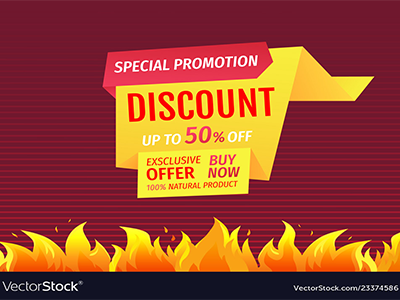 SPECIAL PROMOTION
DISCOUNT
UP TO 50% OFF
EXSCLUSIVE
OFFER
BUY
NOW
100% NATURAL PRODUCT
VectorStock®
VectorStock.com/23374586